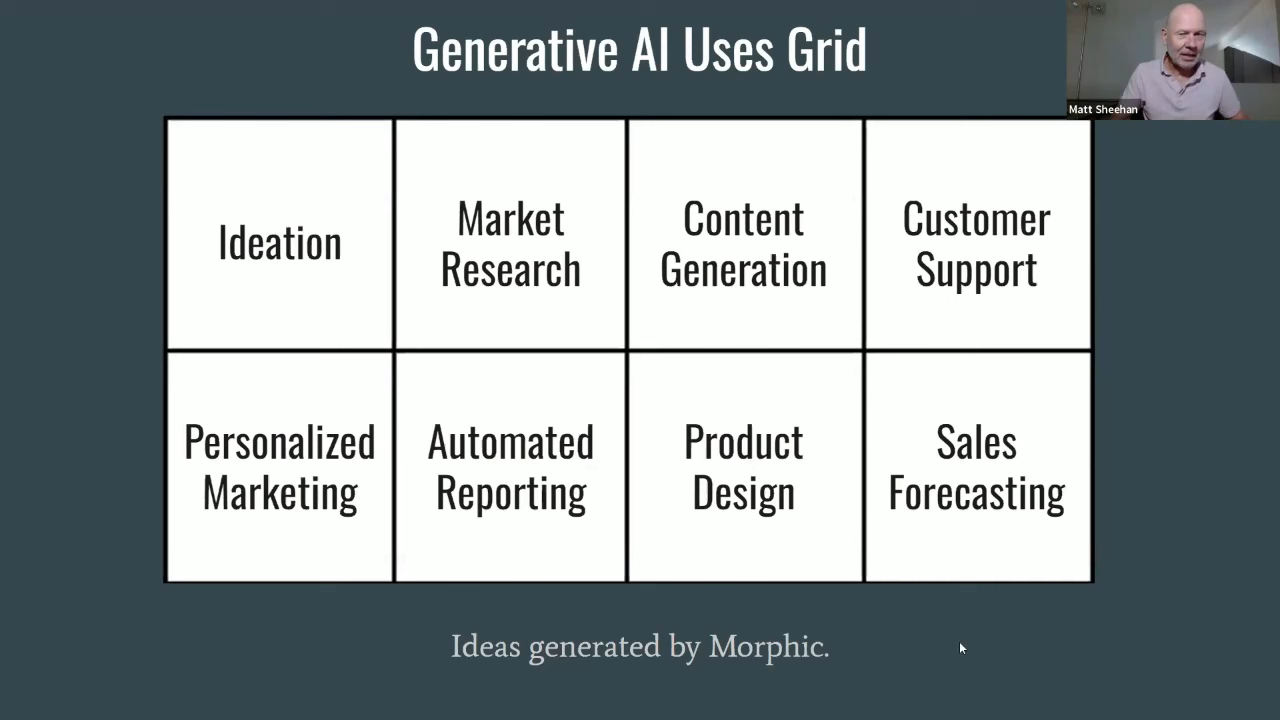 Generative AI Uses Grid
Matt Sheehan
Ideation
Market
Research
Content
Generation
Customer
Support
Personalized
Marketing
Automated
Reporting
Product
Design
Sales
Forecasting
Ideas generated by Morphic.